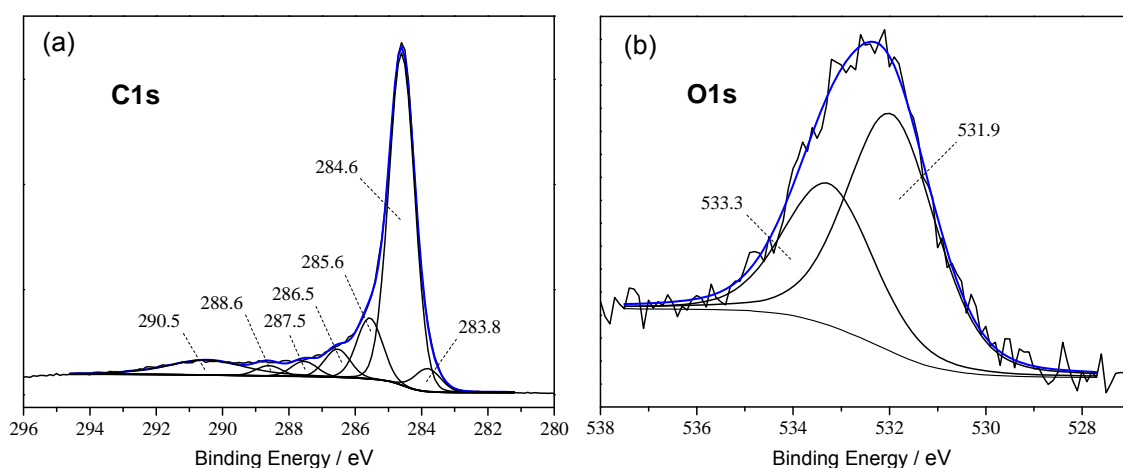 (a)
C1s
284.6
285.6
286.5
287.5
288.6
290.5
283.8
296 294 292 290 288 286 284 282 280
Binding Energy / eV
(b)
O1s
531.9
533.3
538 536 534 532 530 528
Binding Energy / eV